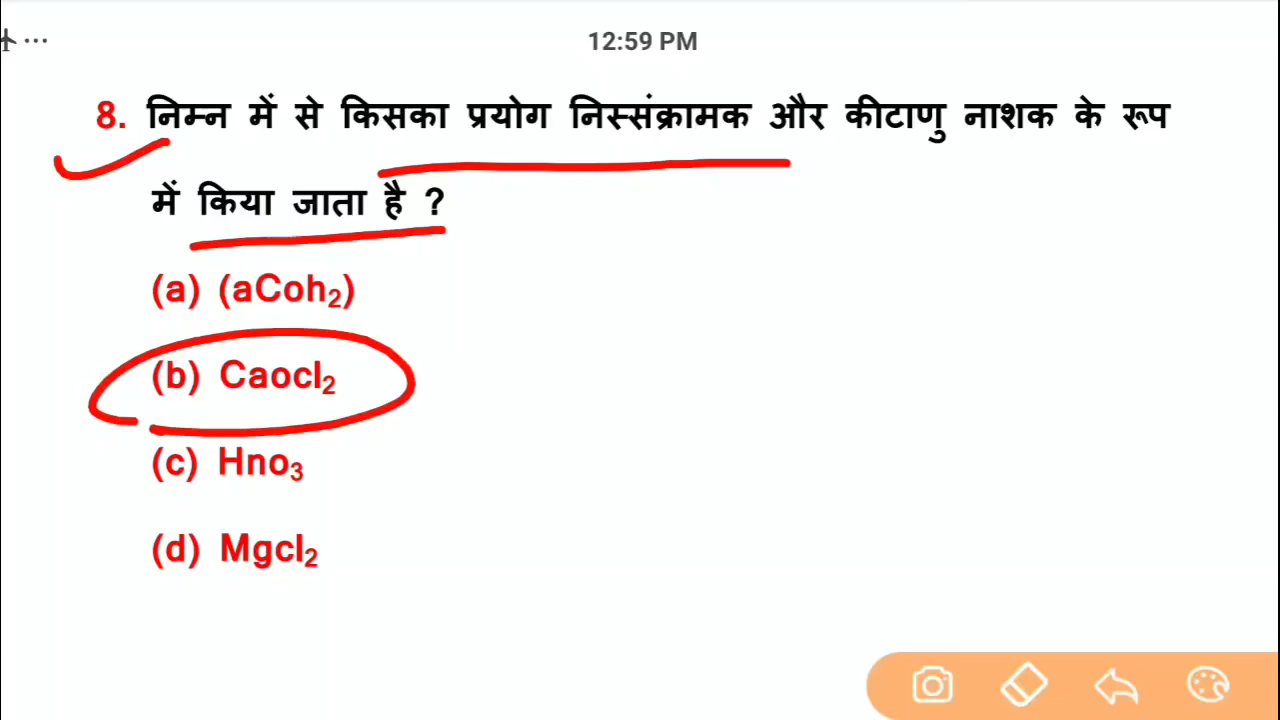 12:59 PM
8. निम्न में से किसका प्रयोग निस्संक्रामक और कीटाणु नाशक के रूप
में किया जाता है ?
(a) (aCoh₂)
(b) Caocl₂
(c) Hno₃
(d) Mgcl₂